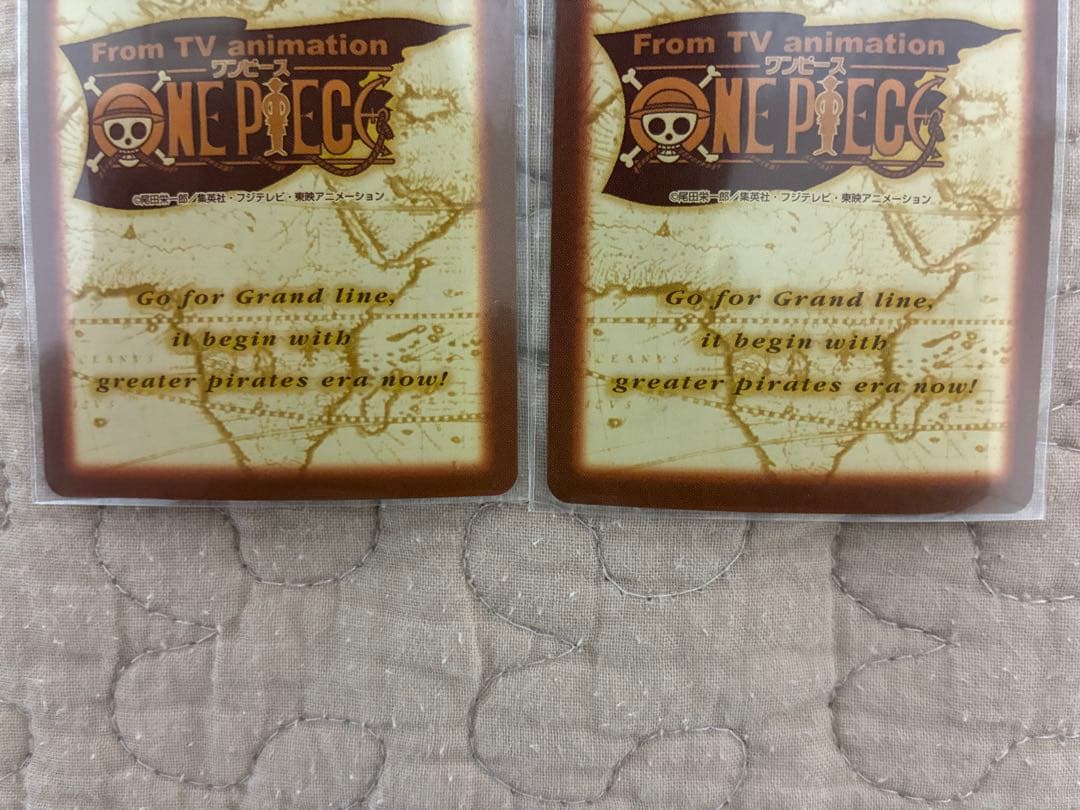 From TV animation
ワンピース
ONE PIECE
©尾田栄一郎／集英社・フジテレビ・東映アニメーション
Go for Grand line,
it begin with
greater pirates era now!
From TV animation
ワンピース
ONE PIECE
©尾田栄一郎／集英社・フジテレビ・東映アニメーション
Go for Grand line,
it begin with
greater pirates era now!